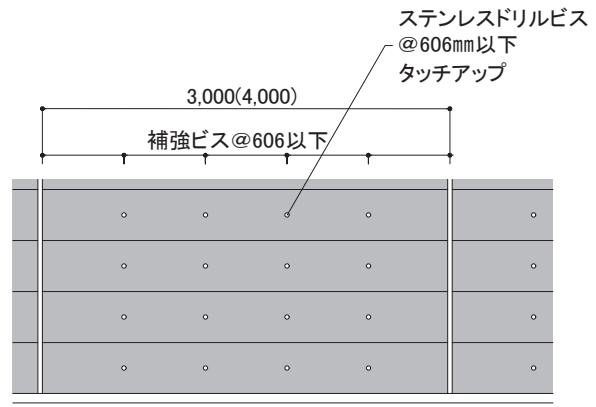 ステンレスドリルビス
@606㎜以下
タッチアップ
3,000(4,000)
補強ビス@606以下